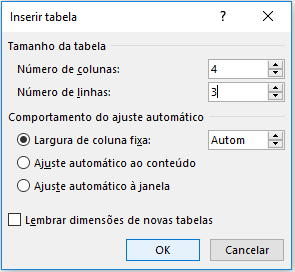 Inserir tabela ? ×
Tamanho da tabela
Número de colunas: 4
Número de linhas: 3
Comportamento do ajuste automático
Largura de coluna fixa: Autom
Ajuste automático ao conteúdo
Ajuste automático à janela
Lembrar dimensões de novas tabelas
OK Cancelar